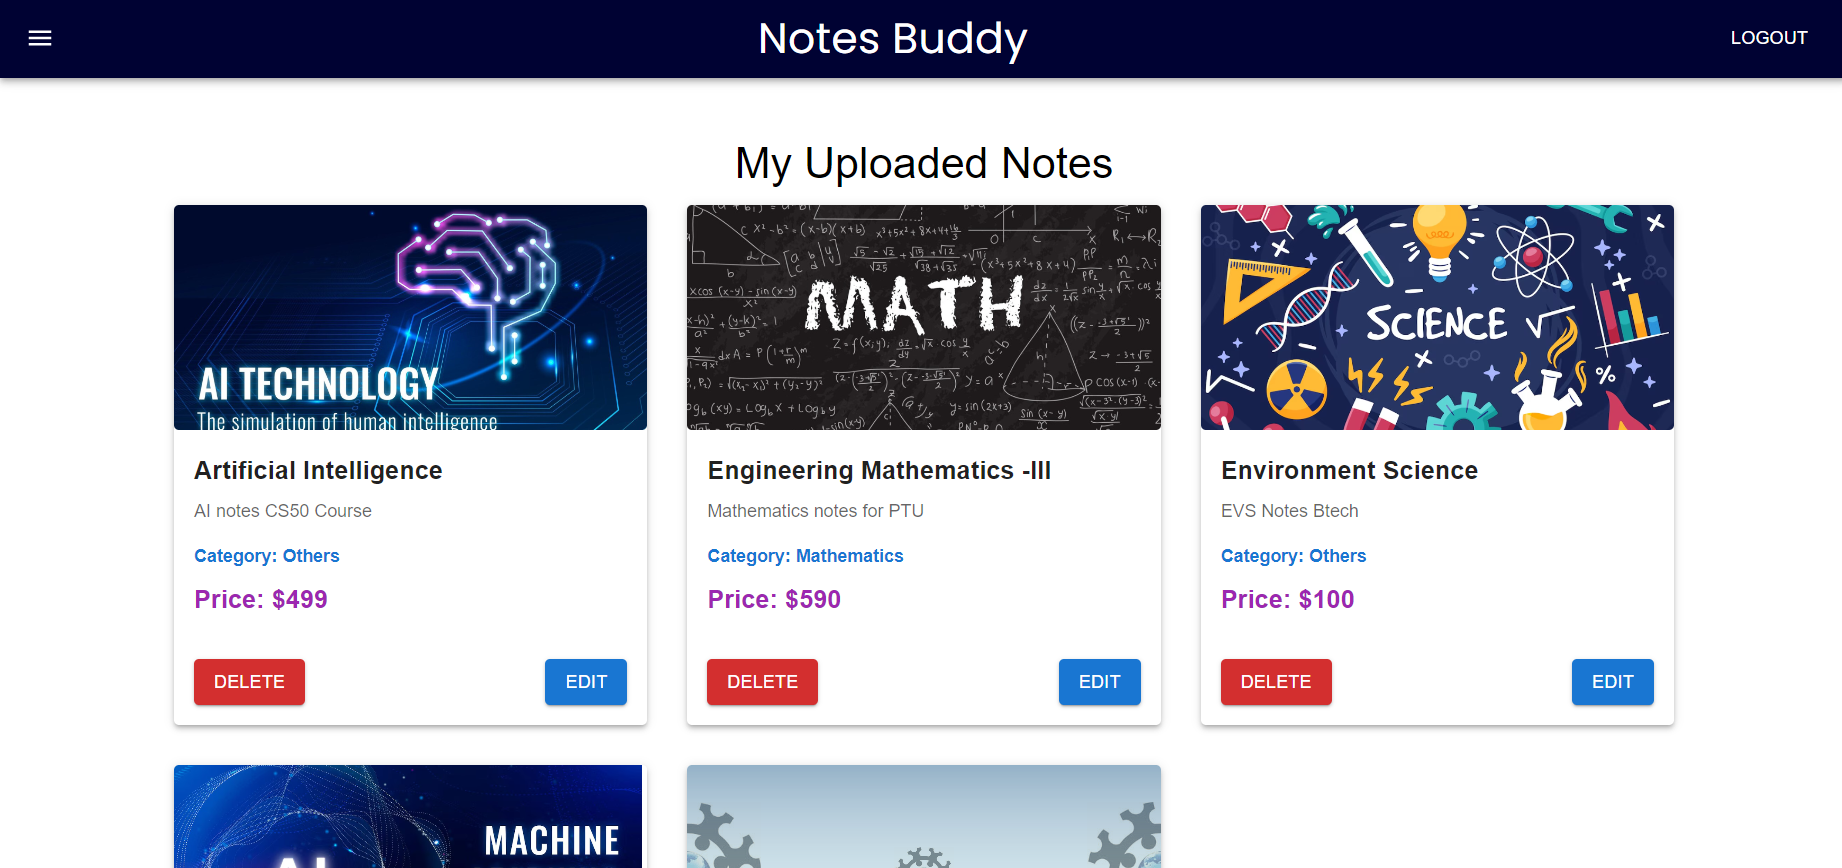 Notes Buddy
LOGOUT
My Uploaded Notes
AI TECHNOLOGY
The simulation of human intelligence
MATH
SCIENCE
Artificial Intelligence
AI notes CS50 Course
Category: Others
Price: $499
DELETE
EDIT
Engineering Mathematics -III
Mathematics notes for PTU
Category: Mathematics
Price: $590
DELETE
EDIT
Environment Science
EVS Notes Btech
Category: Others
Price: $100
DELETE
EDIT
MACHINE
AI